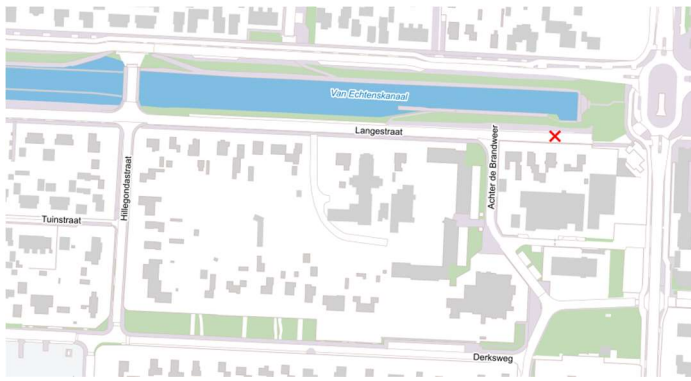 Van Echtenskanaal
Langestraat
Achter de Brandweer
Hillegondastraat
Tuinstraat
Derksweg